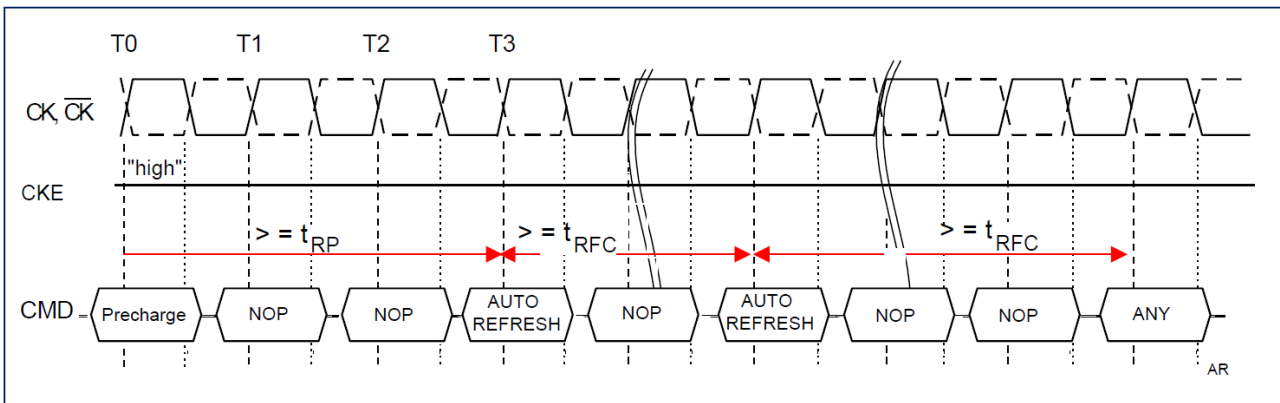 T0 T1 T2 T3
CK, C̅K̅
"high"
CKE
> = tRP > = tRFC > = tRFC
CMD Precharge NOP NOP AUTO REFRESH NOP AUTO REFRESH NOP NOP ANY
AR